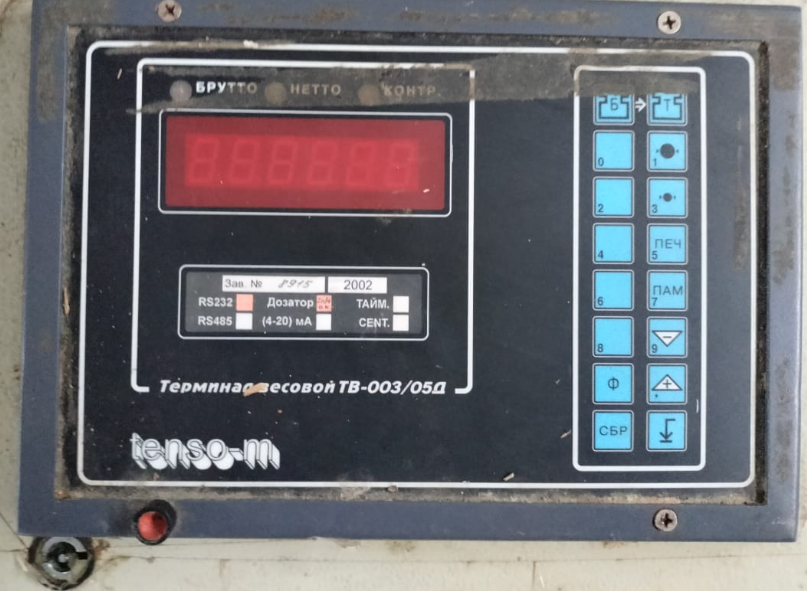 БРУТТО НЕТТО КОНТР.
Б Т
0 1
2 3
4 ПЕЧ 5
6 ПАМ 7
8 9
Ф
СБР
Зав. № 8915 2002
RS232 Дозатор ТАЙМ.
RS485 (4-20) мА CENT.
Терминал весовой ТВ-003/05Д
tenso-m